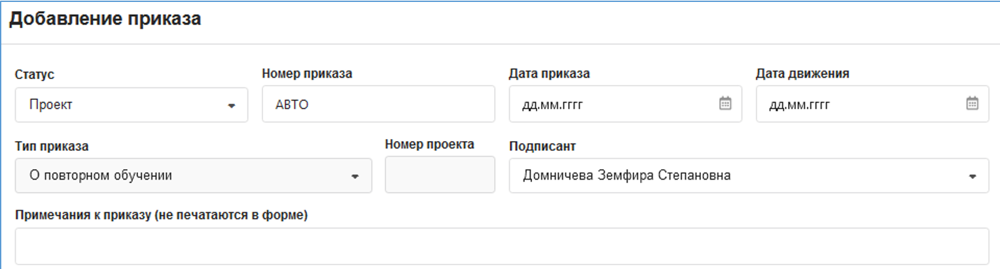 Добавление приказа
Статус Номер приказа Дата приказа Дата движения
Проект АВТО дд.мм.гггг дд.мм.гггг
Тип приказа Номер проекта Подписант
О повторном обучении Домничева Земфира Степановна
Примечания к приказу (не печатаются в форме)